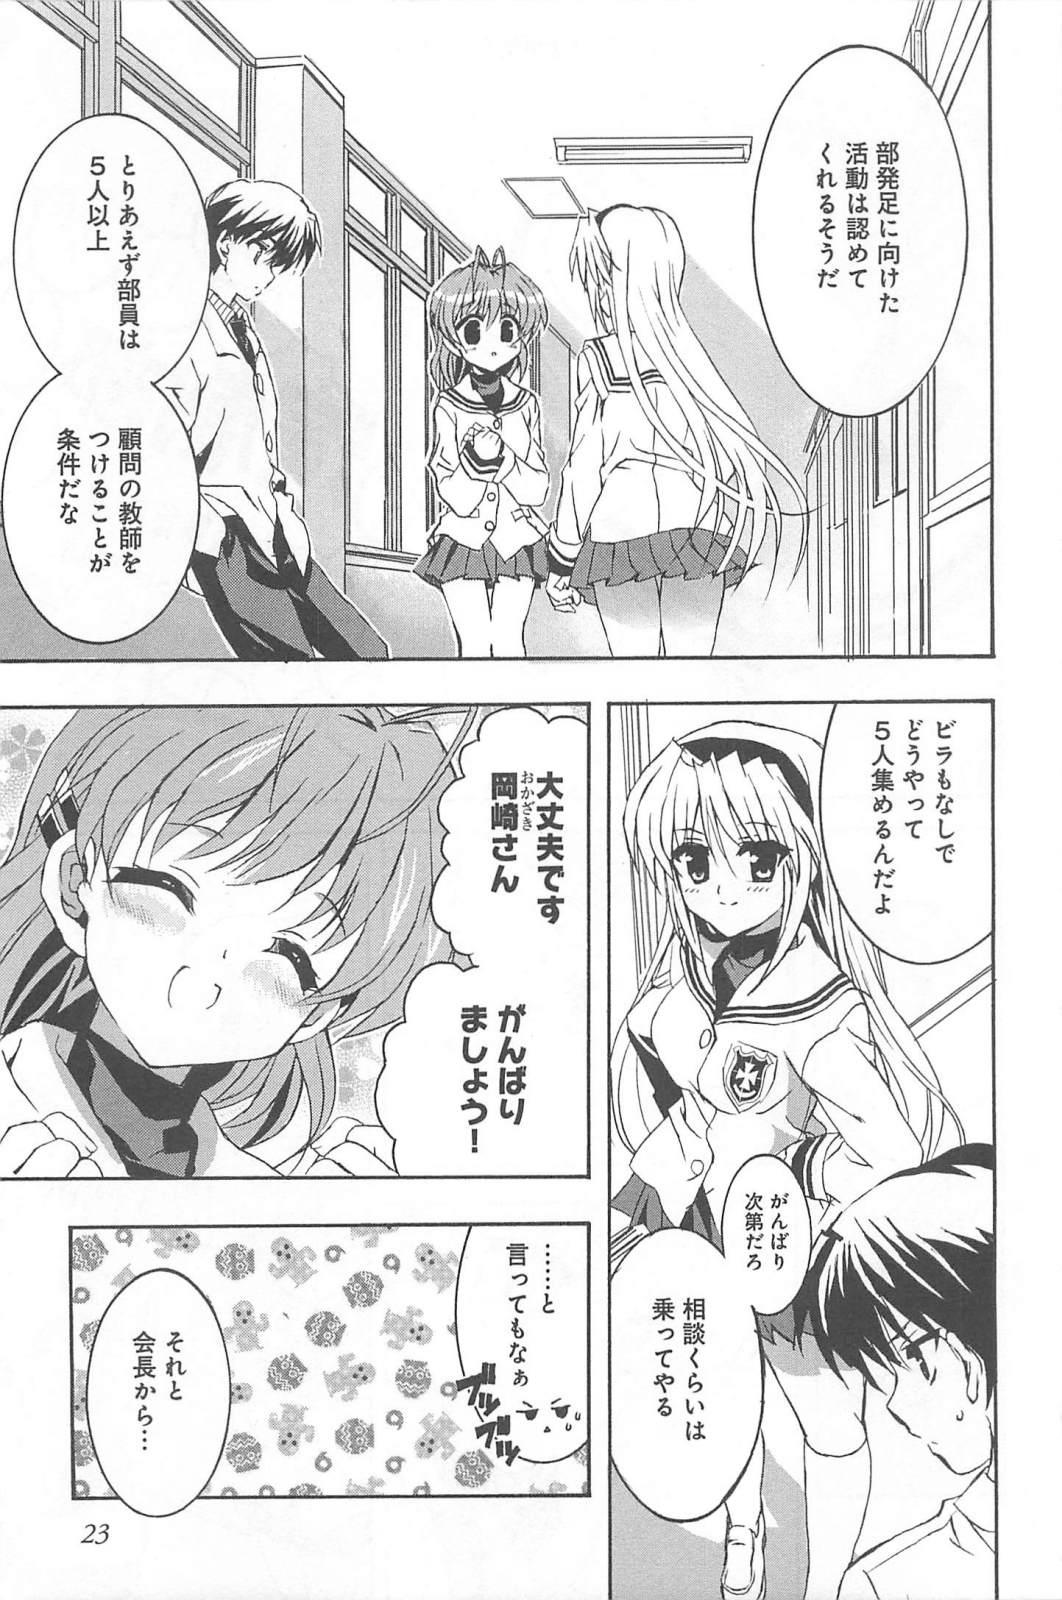 部発足に向けた
活動は認めて
くれるそうだ
とりあえず部員は
5人以上
顧問の教師を
つけることが
条件だな
ビラもなしで
どうやって
5人集めるんだよ
がんばり
次第だろ
相談くらいは
乗ってやる
大丈夫です
岡崎さん
おかざき
がんばり
ましょう!
……と
言ってもなぁ
ブツ
ブツ
それと
会長から…
23